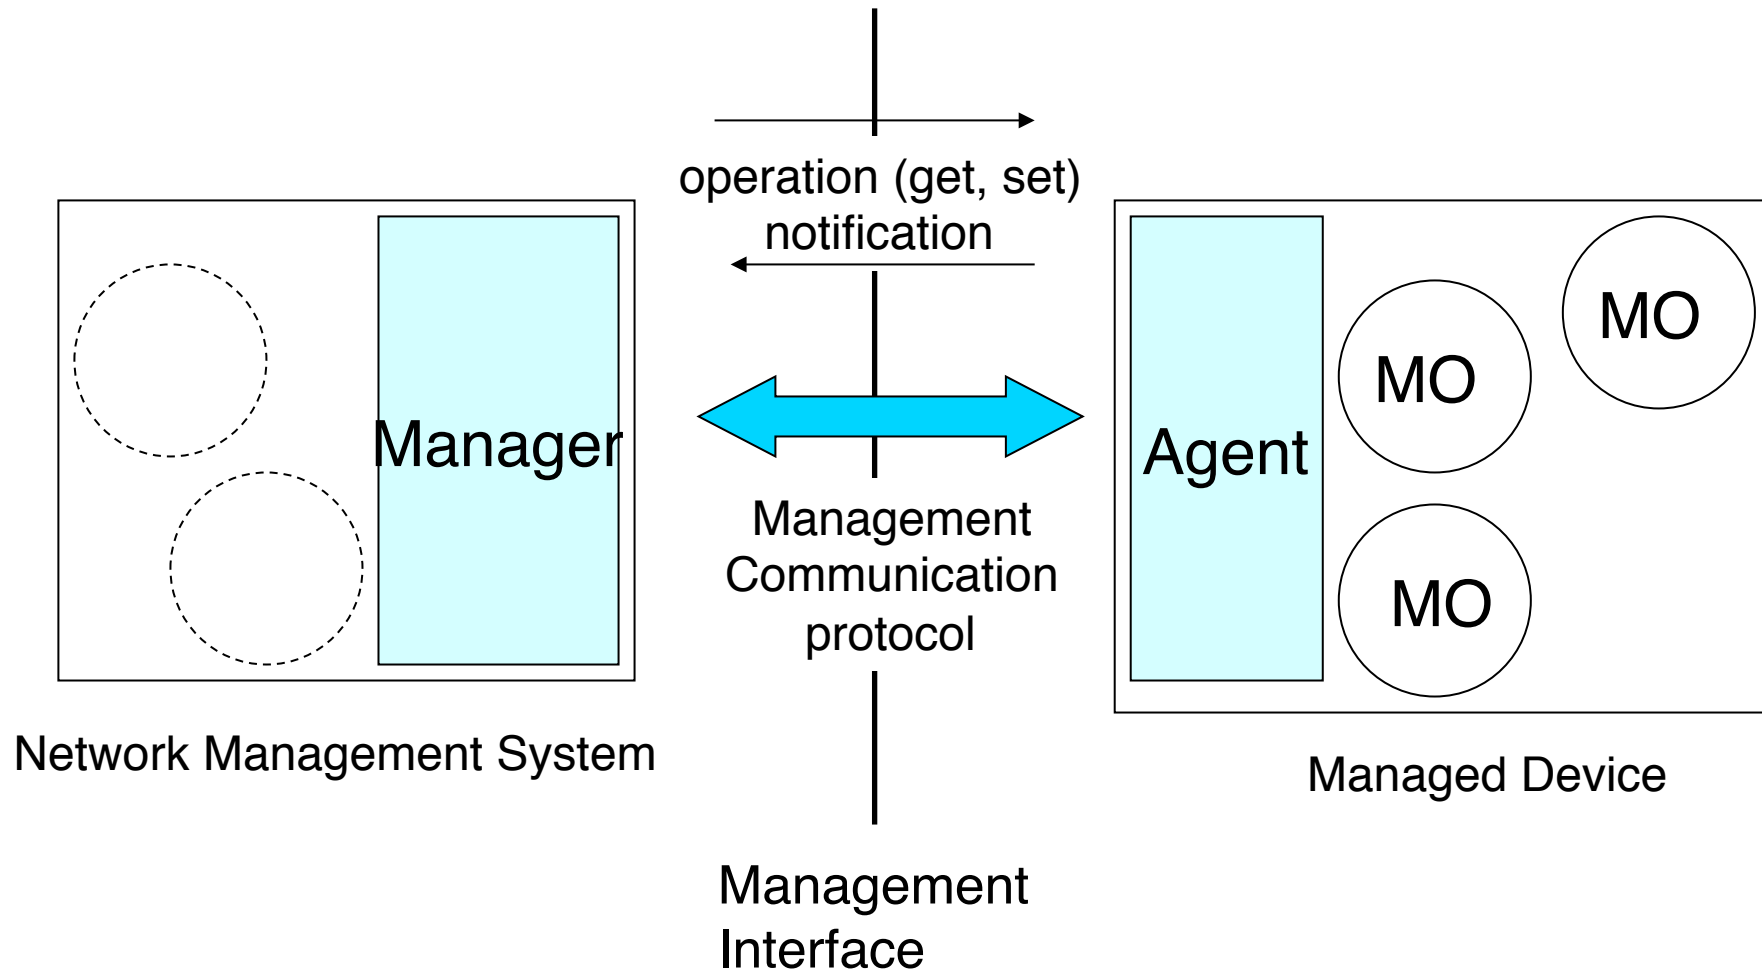 operation (get, set)
notification
MO
MO
Manager
Agent
Management
Communication
protocol
MO
Network Management System
Managed Device
Management
Interface